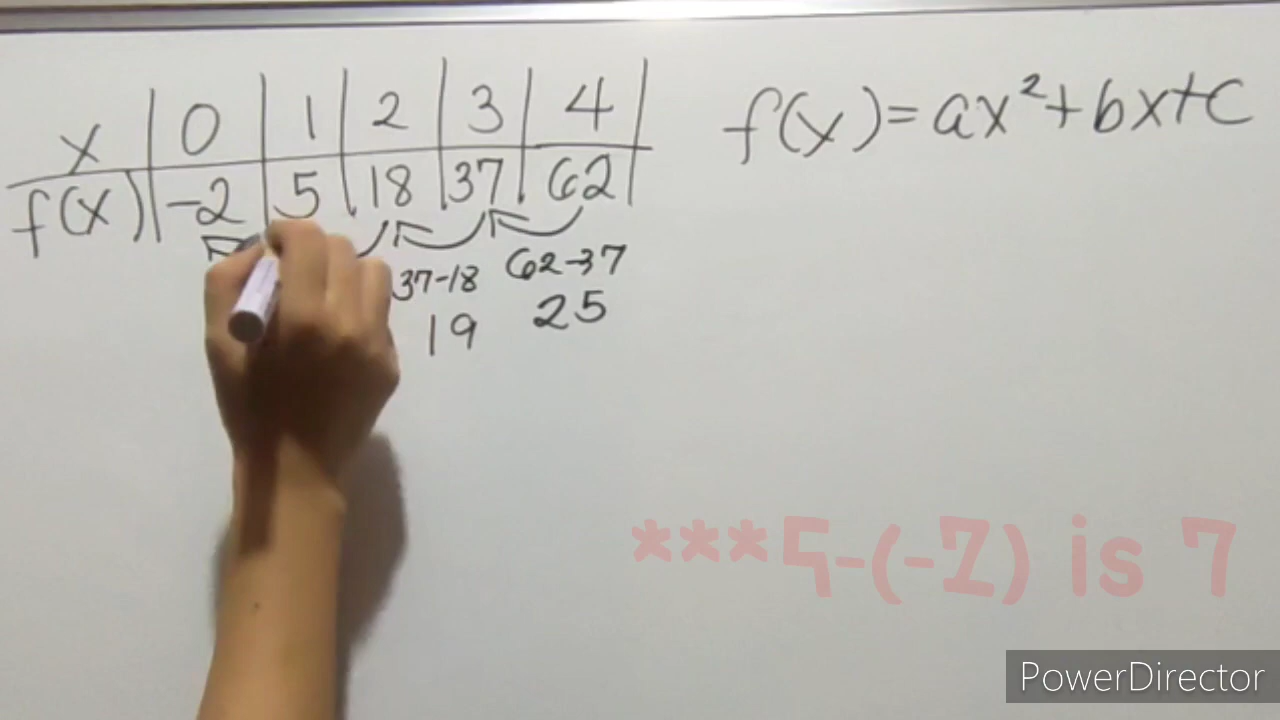 x | 0 | 1 | 2 | 3 | 4 |
f(x) | -2 | 5 | 18 | 37 | 62 |
f(x) = ax²+bx+c
37-18 62-37
19 25
***5-(-2) is 7
PowerDirector